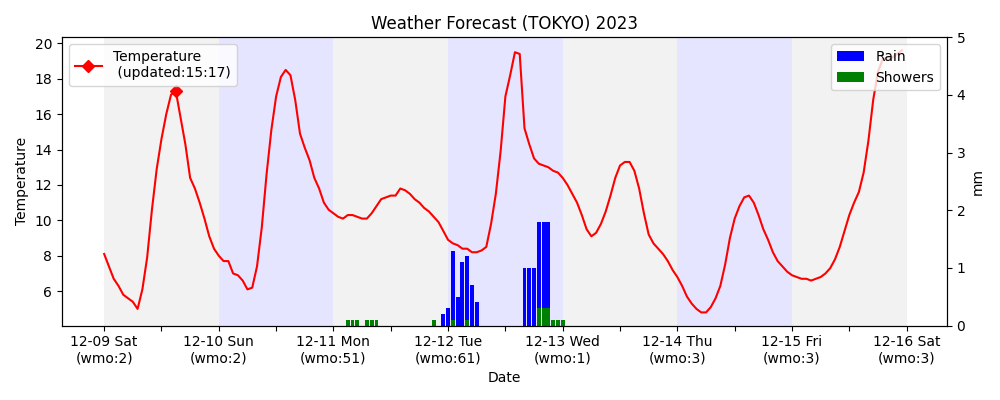 Weather Forecast (TOKYO) 2023
Temperature
(updated:15:17)
Rain
Showers
20
18
16
14
12
10
8
6
Temperature
5
4
3
2
1
0
mm
12-09 Sat 12-10 Sun 12-11 Mon 12-12 Tue 12-13 Wed 12-14 Thu 12-15 Fri 12-16 Sat
(wmo:2) (wmo:2) (wmo:51) (wmo:61) (wmo:1) (wmo:3) (wmo:3) (wmo:3)
Date